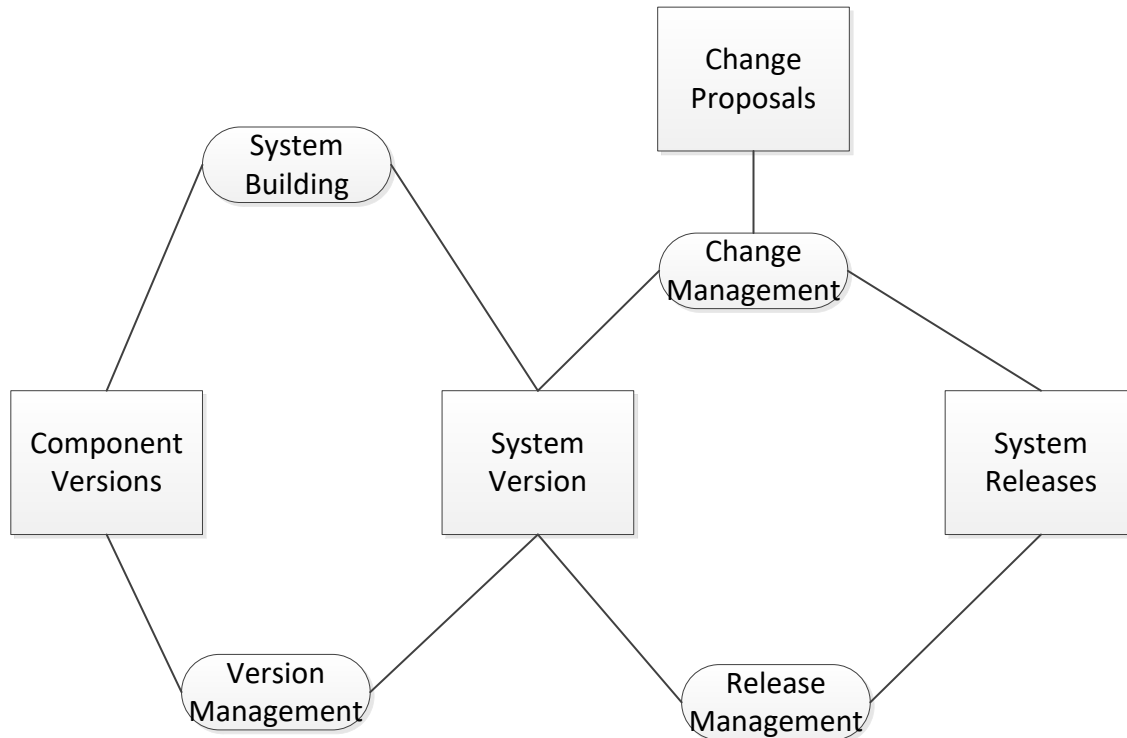 Change
Proposals
System
Building
Change
Management
Component
Versions
System
Version
System
Releases
Version
Management
Release
Management